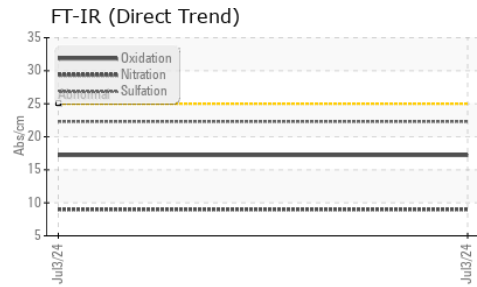 FT-IR (Direct Trend)
35
Oxidation
Nitration
Sulfation
30
Abnormal
25
20
15
10
5
Abs/cm
Jul3/24
Jul3/24